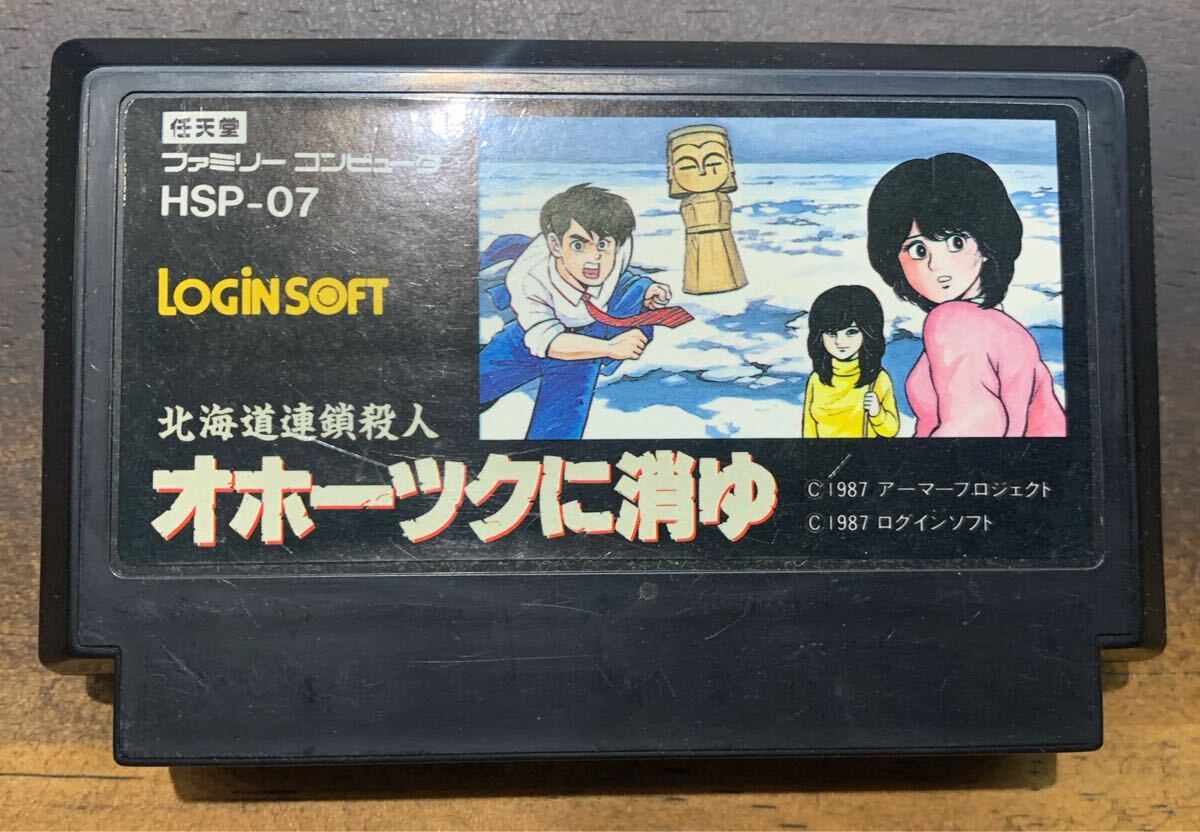 任天堂
ファミリー コンピュータ
HSP-07
LOGiN SOFT
北海道連鎖殺人
オホーツクに消ゆ
©1987 アーマープロジェクト
©1987 ログインソフト